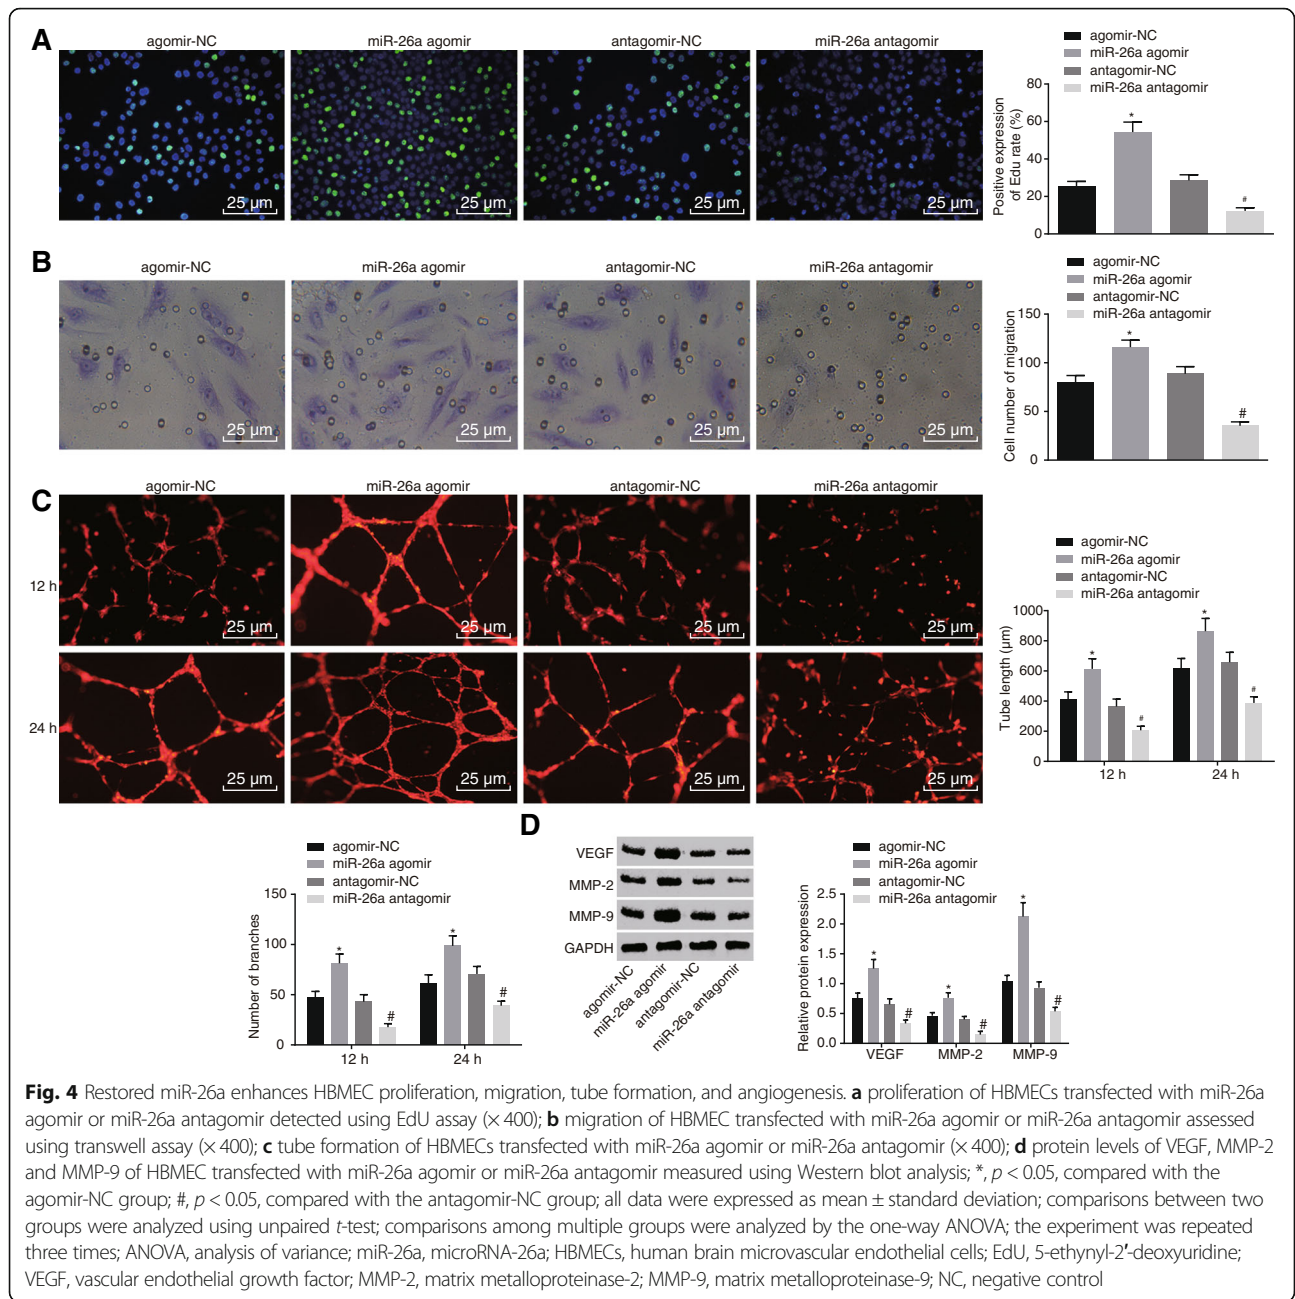 A
agomir-NC
miR-26a agomir
antagomir-NC
miR-26a antagomir
25 µm
25 µm
25 µm
25 µm
agomir-NC
miR-26a agomir
antagomir-NC
miR-26a antagomir
Positive expression
of Edu rate (%)
80
60
40
20
0
*
#
B
agomir-NC
miR-26a agomir
antagomir-NC
miR-26a antagomir
25 µm
25 µm
25 µm
25 µm
agomir-NC
miR-26a agomir
antagomir-NC
miR-26a antagomir
Cell number of migration
150
100
50
0
*
#
C
agomir-NC
miR-26a agomir
antagomir-NC
miR-26a antagomir
12 h
25 µm
25 µm
25 µm
25 µm
24 h
25 µm
25 µm
25 µm
25 µm
agomir-NC
miR-26a agomir
antagomir-NC
miR-26a antagomir
Tube length (µm)
1000
800
600
400
200
0
*
#
*
#
12 h
24 h
agomir-NC
miR-26a agomir
antagomir-NC
miR-26a antagomir
Number of branches
150
100
50
0
*
#
*
#
12 h
24 h
D
VEGF
MMP-2
MMP-9
GAPDH
agomir-NC
miR-26a agomir
antagomir-NC
miR-26a antagomir
agomir-NC
miR-26a agomir
antagomir-NC
miR-26a antagomir
Relative protein expression
2.5
2.0
1.5
1.0
0.5
0.0
*
#
*
#
*
#
VEGF
MMP-2
MMP-9
Fig. 4 Restored miR-26a enhances HBMEC proliferation, migration, tube formation, and angiogenesis. a proliferation of HBMECs transfected with miR-26a
agomir or miR-26a antagomir detected using EdU assay (× 400); b migration of HBMEC transfected with miR-26a agomir or miR-26a antagomir assessed
using transwell assay (× 400); c tube formation of HBMECs transfected with miR-26a agomir or miR-26a antagomir (× 400); d protein levels of VEGF, MMP-2
and MMP-9 of HBMEC transfected with miR-26a agomir or miR-26a antagomir measured using Western blot analysis; *, p < 0.05, compared with the
agomir-NC group; #, p < 0.05, compared with the antagomir-NC group; all data were expressed as mean ± standard deviation; comparisons between two
groups were analyzed using unpaired t-test; comparisons among multiple groups were analyzed by the one-way ANOVA; the experiment was repeated
three times; ANOVA, analysis of variance; miR-26a, microRNA-26a; HBMECs, human brain microvascular endothelial cells; EdU, 5-ethynyl-2′-deoxyuridine;
VEGF, vascular endothelial growth factor; MMP-2, matrix metalloproteinase-2; MMP-9, matrix metalloproteinase-9; NC, negative control